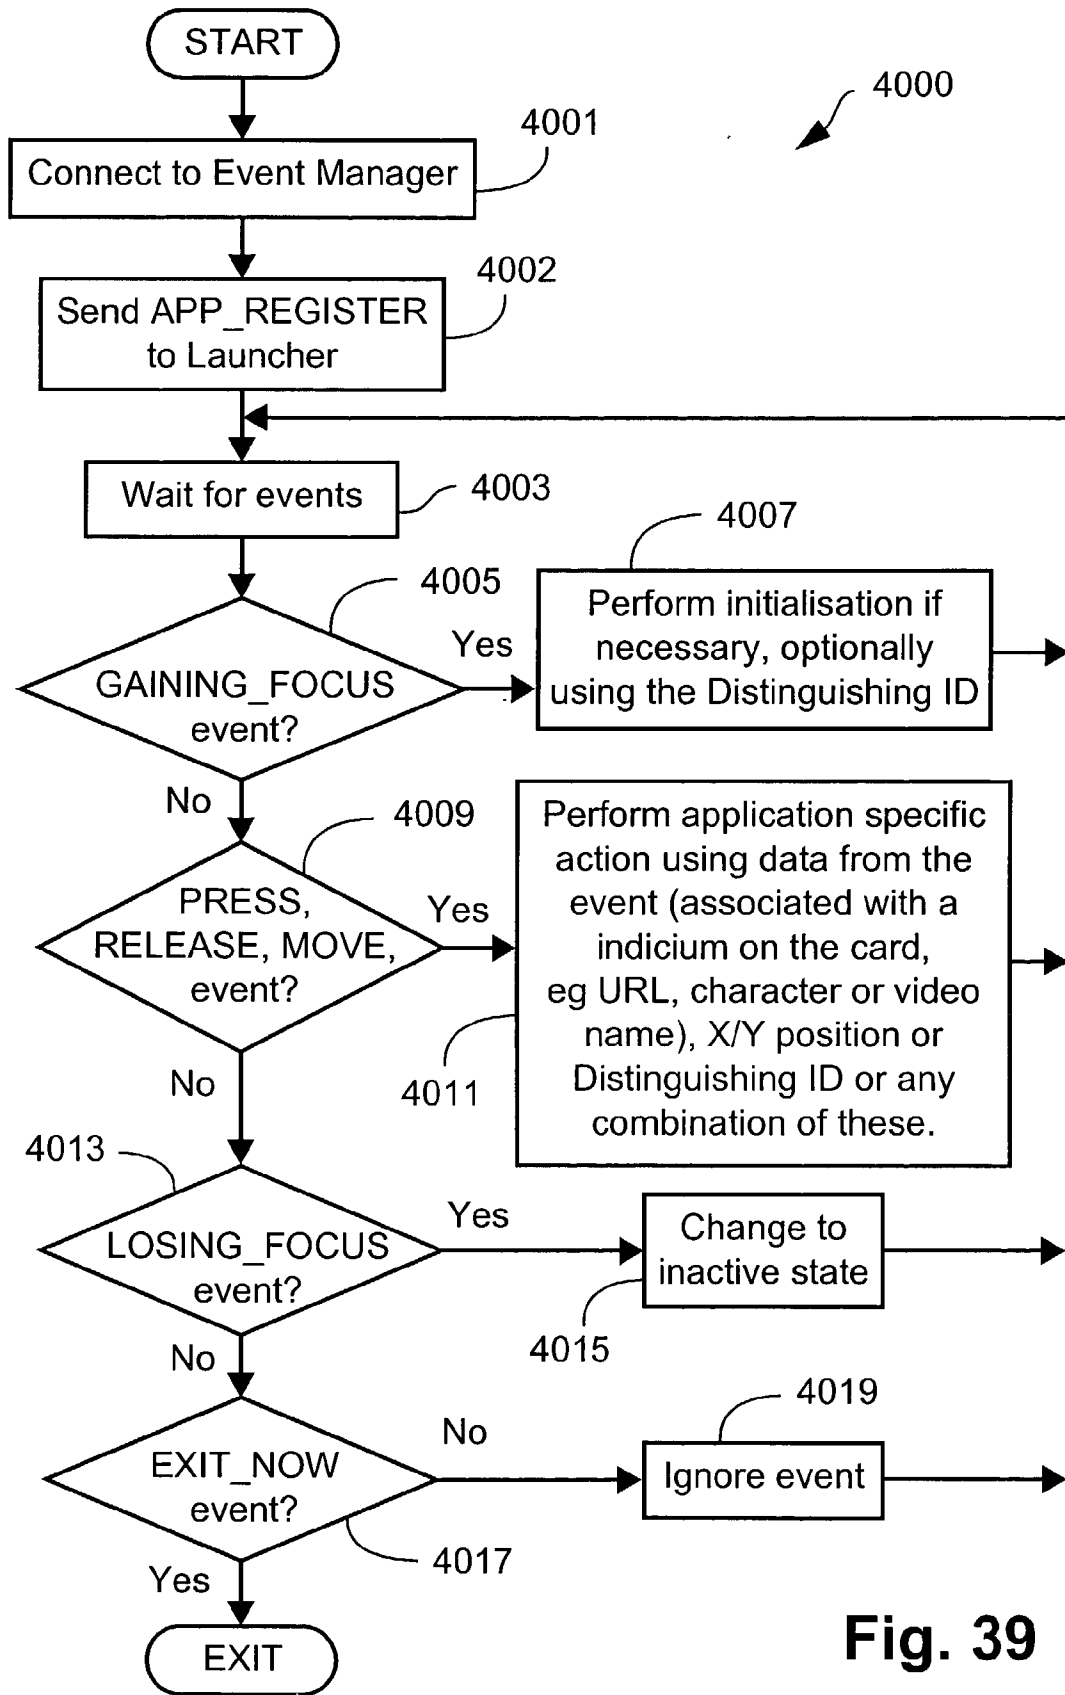 START
4000
4001
Connect to Event Manager
4002
Send APP_REGISTER
to Launcher
Wait for events
4003
4007
4005
Perform initialisation if
necessary, optionally
using the Distinguishing ID
Yes
GAINING_FOCUS
event?
No
4009
Perform application specific
action using data from the
event (associated with a
indicium on the card,
eg URL, character or video
name), X/Y position or
Distinguishing ID or any
combination of these.
PRESS,
RELEASE, MOVE,
event?
Yes
4011
No
4013
LOSING_FOCUS
event?
Yes
Change to
inactive state
4015
No
4019
EXIT_NOW
event?
No
Ignore event
4017
Yes
EXIT
Fig. 39